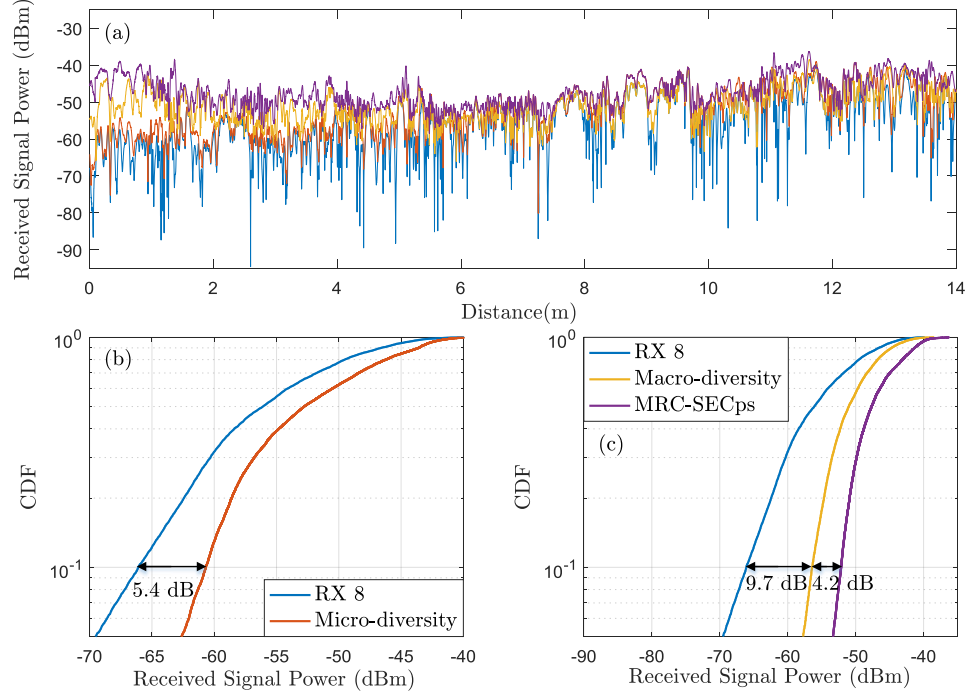 (a)
Received Signal Power (dBm)
-25
-30
-40
-50
-60
-70
-80
-90
0 2 4 6 8 10 12 14
Distance(m)
(b)
CDF
10^0
10^-1
5.4 dB
RX 8
Micro-diversity
-70 -65 -60 -55 -50 -45 -40
Received Signal Power (dBm)
RX 8
Macro-diversity
MRC-SECps
(c)
CDF
10^0
10^-1
9.7 dB 4.2 dB
-90 -80 -70 -60 -50 -40
Received Signal Power (dBm)